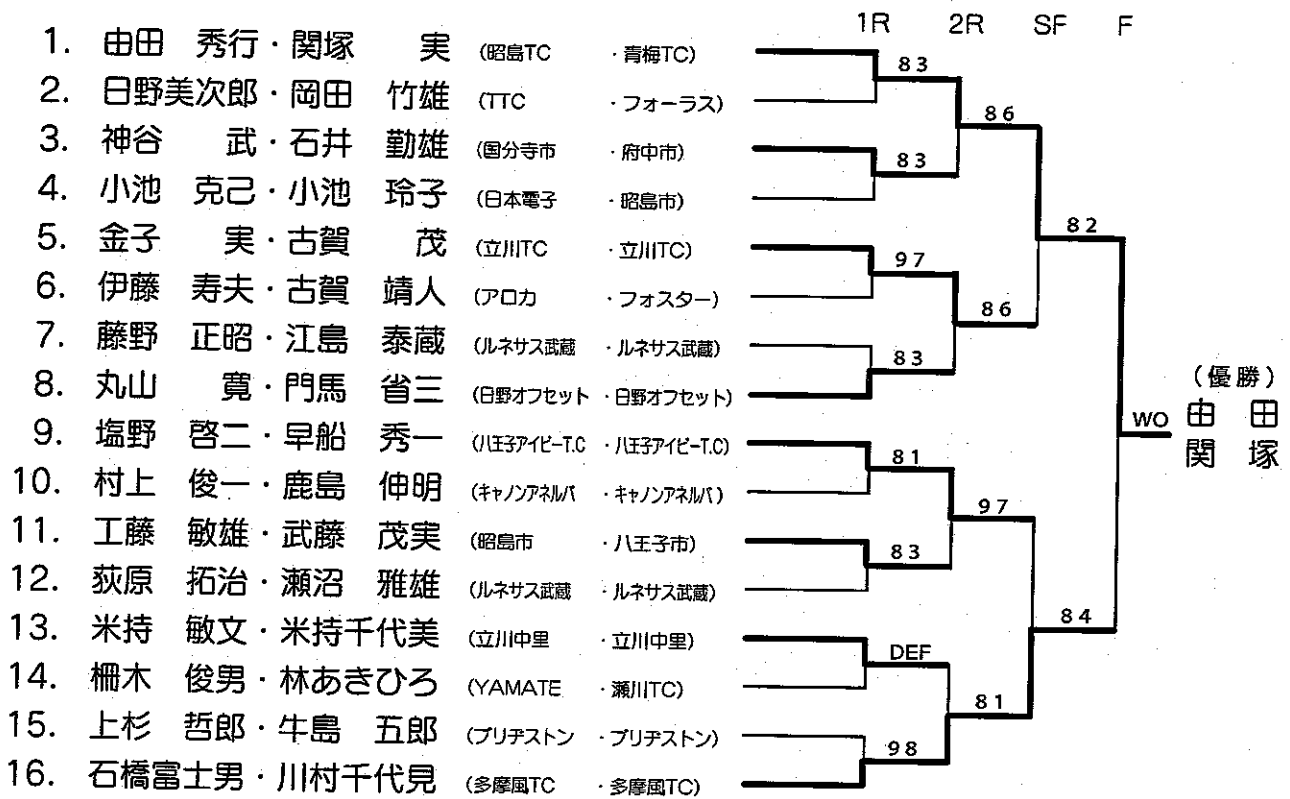 1R 2R SF F
1. 由田 秀行・関塚 実 (昭島TC ・青梅TC)
83
2. 日野美次郎・岡田 竹雄 (TTC ・フォーラス)
86
3. 神谷 武・石井 勤雄 (国分寺市 ・府中市)
83
4. 小池 克己・小池 玲子 (日本電子 ・昭島市)
82
5. 金子 実・古賀 茂 (立川TC ・立川TC)
97
6. 伊藤 寿夫・古賀 靖人 (アロカ ・フォスター)
86
7. 藤野 正昭・江島 泰蔵 (ルネサス武蔵 ・ルネサス武蔵)
83
8. 丸山 寛・門馬 省三 (日野オフセット ・日野オフセット)
WO
(優勝)
由田
関塚
9. 塩野 啓二・早船 秀一 (八王子アイビーT.C ・八王子アイビーT.C)
81
10. 村上 俊一・鹿島 伸明 (キャノンアネルバ ・キャノンアネルバ)
97
11. 工藤 敏雄・武藤 茂実 (昭島市 ・八王子市)
83
12. 荻原 拓治・瀬沼 雅雄 (ルネサス武蔵 ・ルネサス武蔵)
84
13. 米持 敏文・米持千代美 (立川中里 ・立川中里)
DEF
14. 柵木 俊男・林あきひろ (YAMATE ・瀬川TC)
81
15. 上杉 哲郎・牛島 五郎 (ブリヂストン ・ブリヂストン)
98
16. 石橋富士男・川村千代見 (多摩風TC ・多摩風TC)